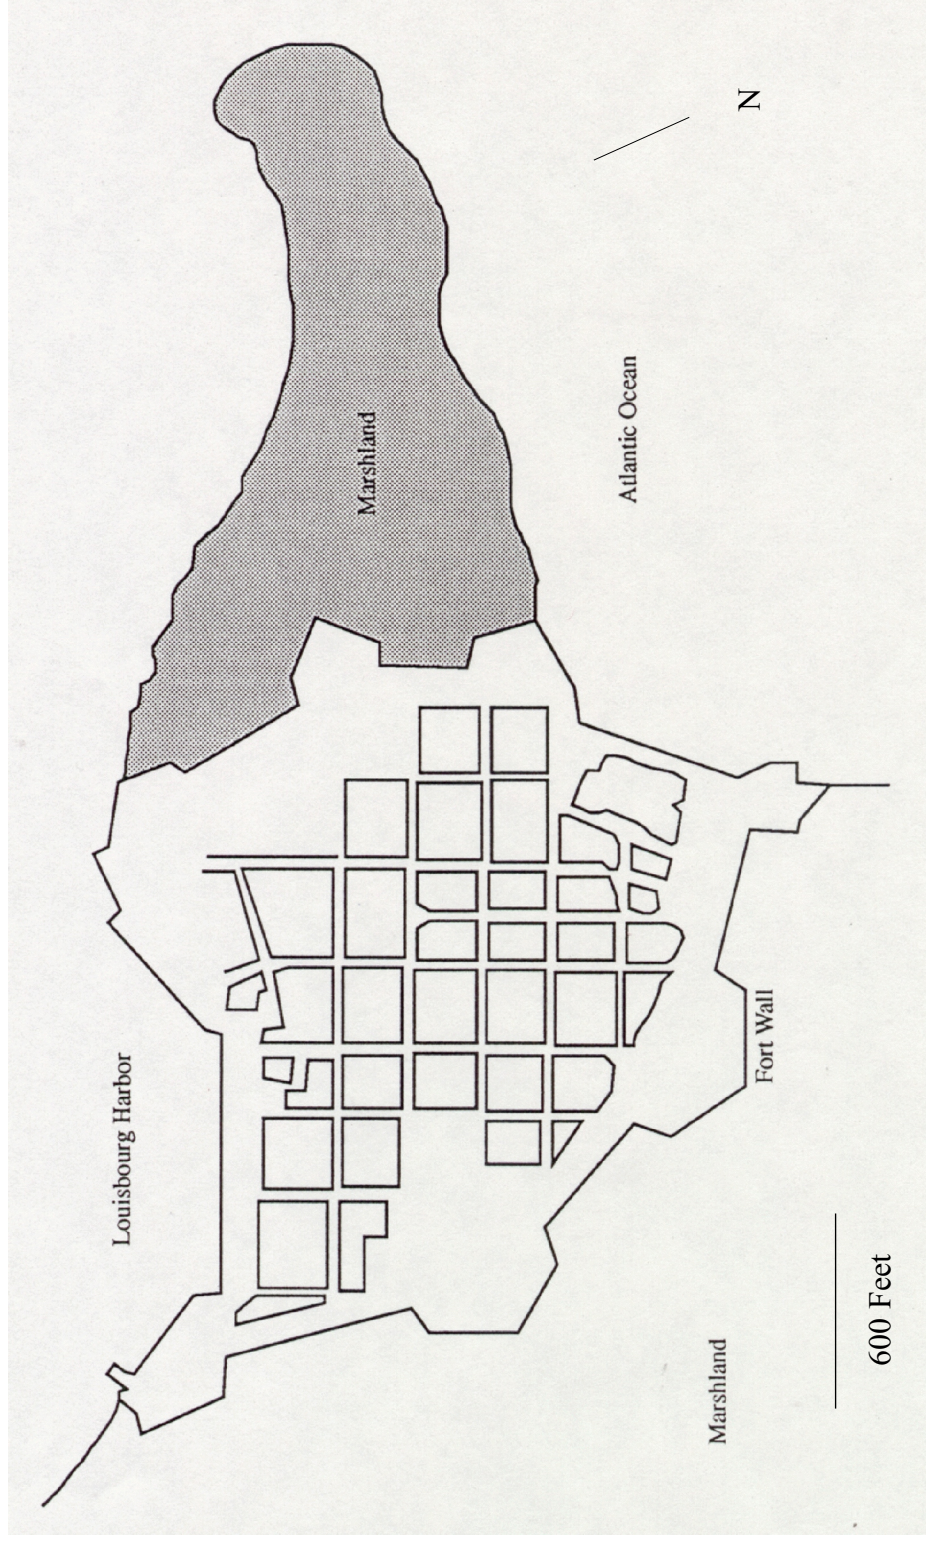 N
Atlantic Ocean
Marshland
Louisbourg Harbor
Fort Wall
Marshland
600 Feet